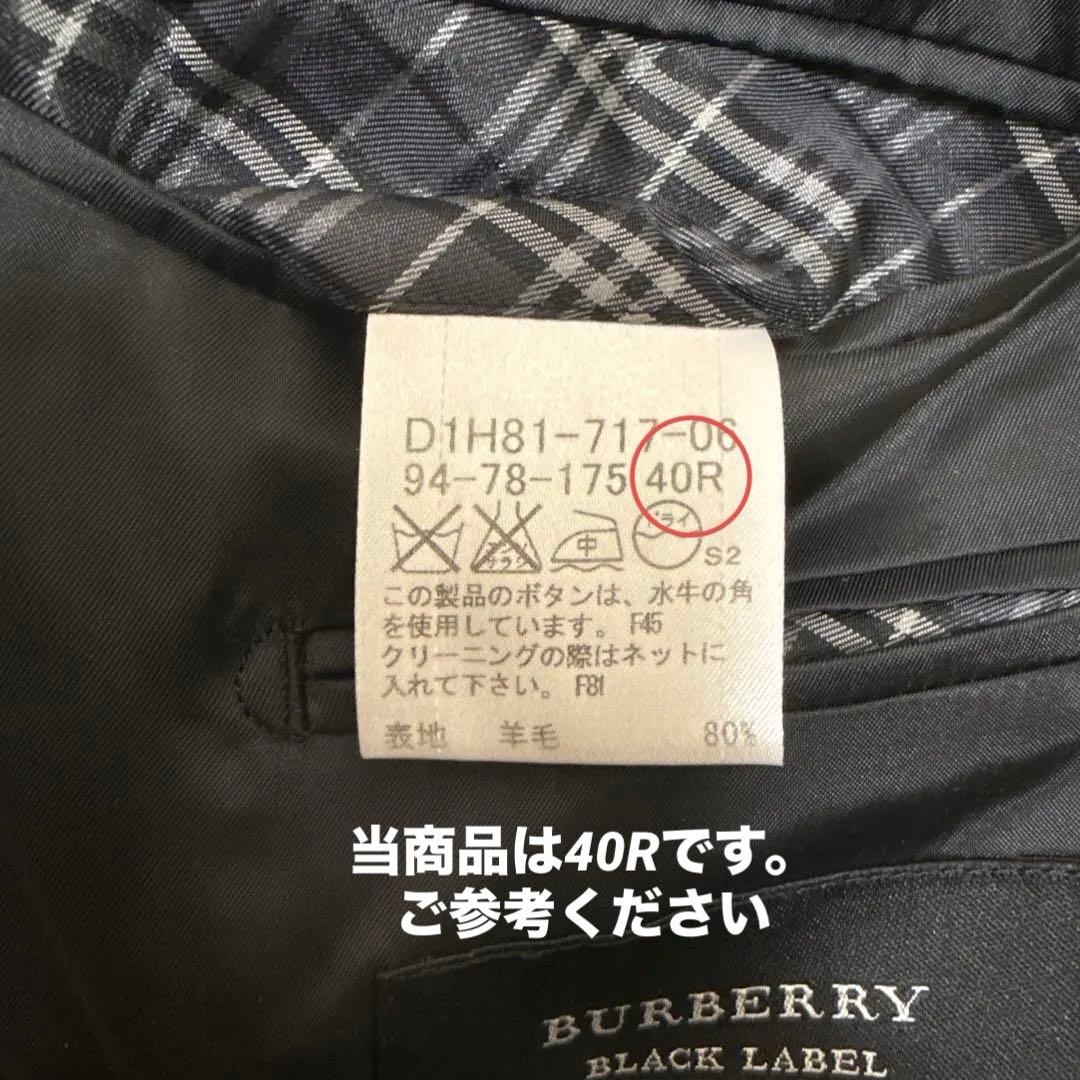 D1H81-717-06
94-78-175 40R
ドライ
中
S2
この製品のボタンは、水牛の角
を使用しています。 F45
クリーニングの際はネットに
入れて下さい。 F81
表地 羊毛 80%
当商品は40Rです。
ご参考ください
BURBERRY
BLACK LABEL